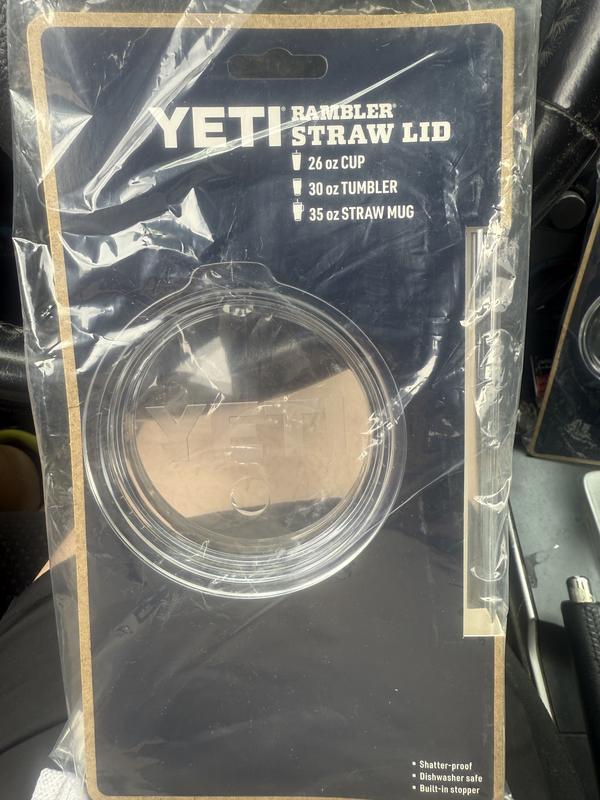 YETI® RAMBLER®
STRAW LID
26 oz CUP
30 oz TUMBLER
35 oz STRAW MUG
YETI
• Shatter-proof
• Dishwasher safe
• Built-in stopper